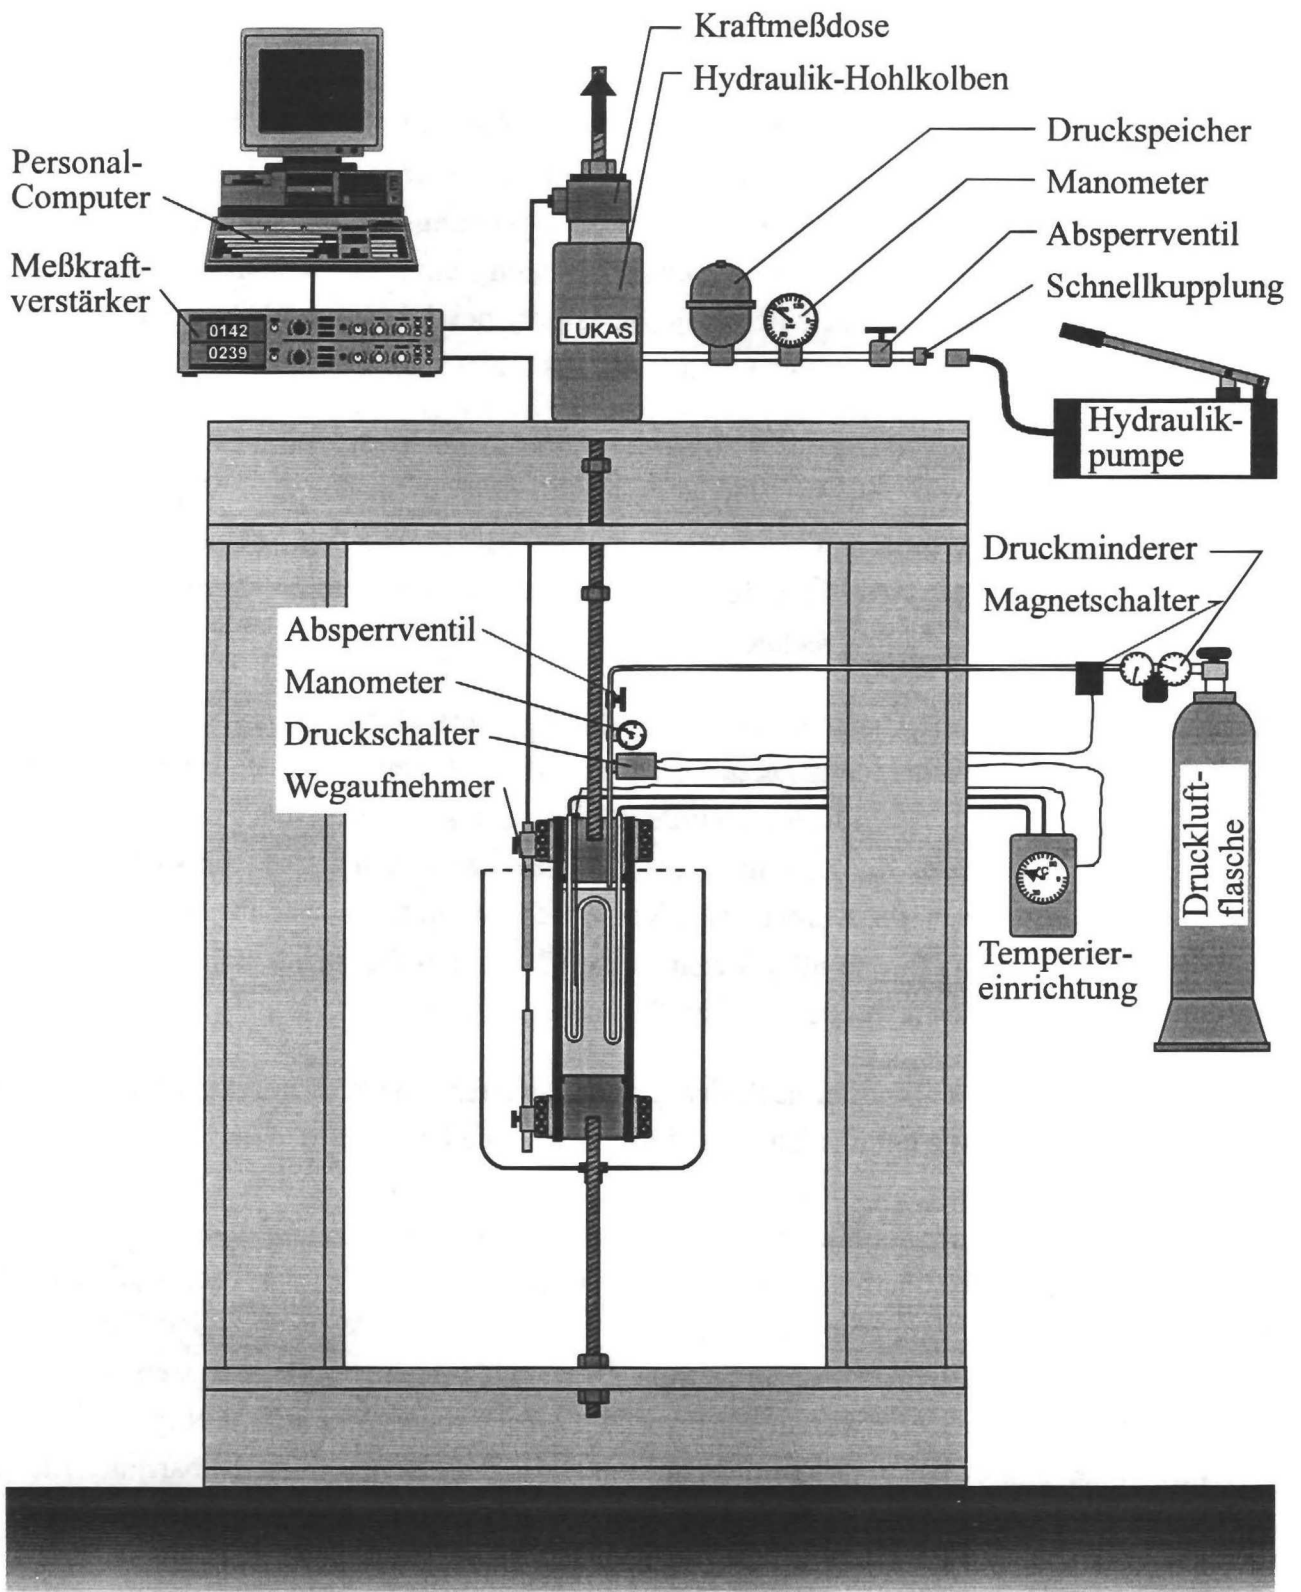 Kraftmeßdose
Hydraulik-Hohlkolben
Druckspeicher
Manometer
Absperrventil
Schnellkupplung
Personal-
Computer
Meßkraft-
verstärker
0142
0239
LUKAS
Hydraulik-
pumpe
Druckminderer
Magnetschalter
Absperrventil
Manometer
Druckschalter
Wegaufnehmer
Druckluft-
flasche
°C
Temperier-
einrichtung